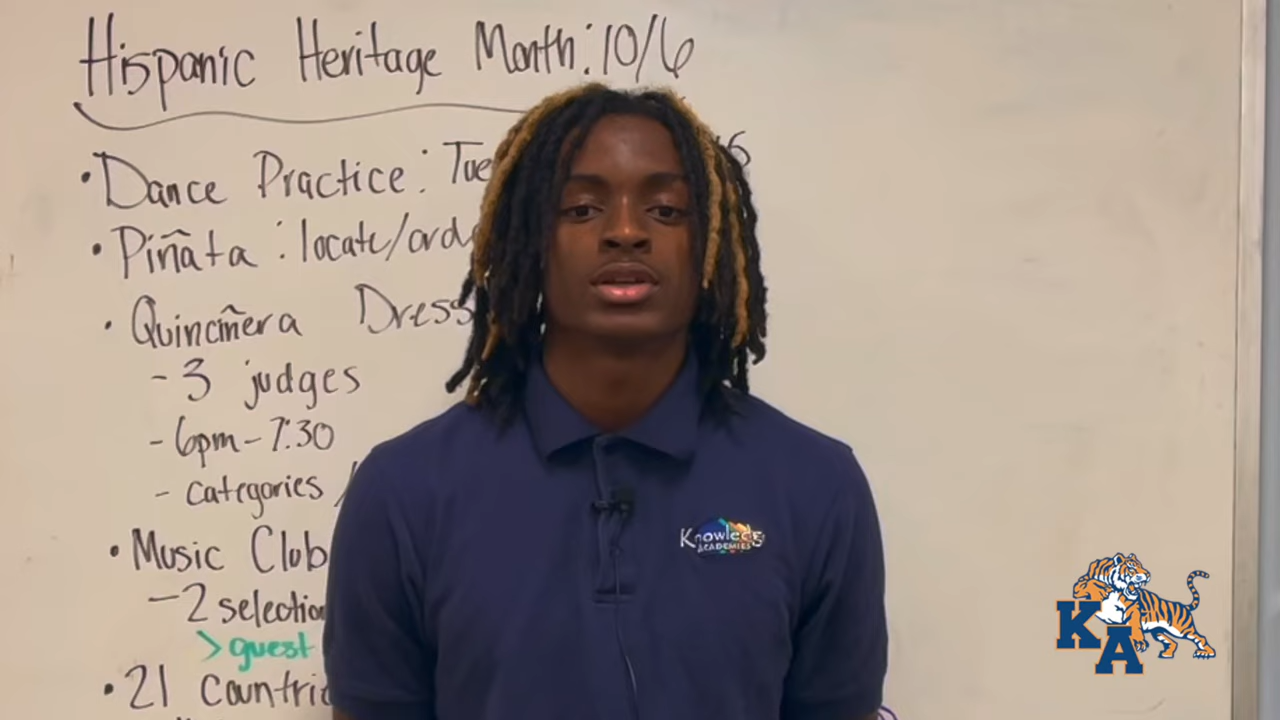 Hispanic Heritage Month: 10/6
• Dance Practice: Tue
• Piñata: locate/ord
• Quinciñera Dress
- 3 judges
- 6pm - 7:30
- categories /
• Music Club
- 2 selection
> guest
• 21 countri
Knowledge
ACADEMIES
KA